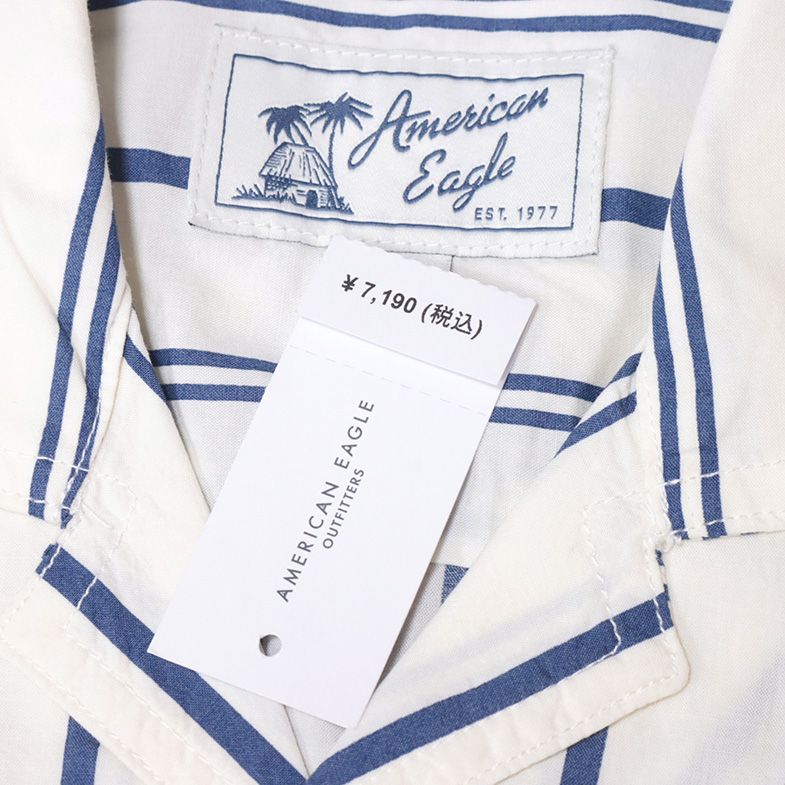 American
Eagle
EST. 1977
¥ 7,190 (税込)
AMERICAN EAGLE
OUTFITTERS